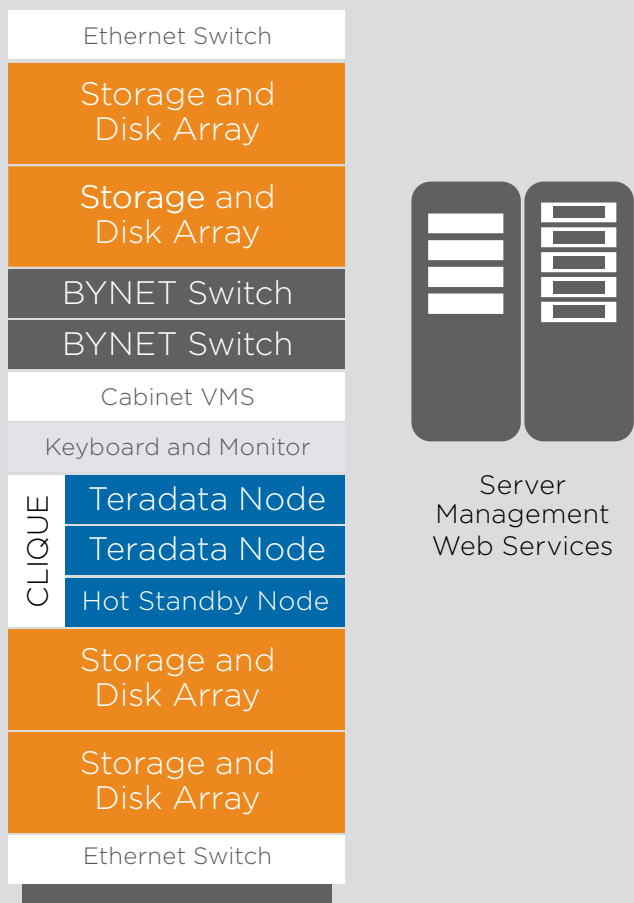 Ethernet Switch
Storage and
Disk Array
Storage and
Disk Array
BYNET Switch
BYNET Switch
Cabinet VMS
Keyboard and Monitor
CLIQUE
Teradata Node
Teradata Node
Hot Standby Node
Storage and
Disk Array
Storage and
Disk Array
Ethernet Switch
Server
Management
Web Services